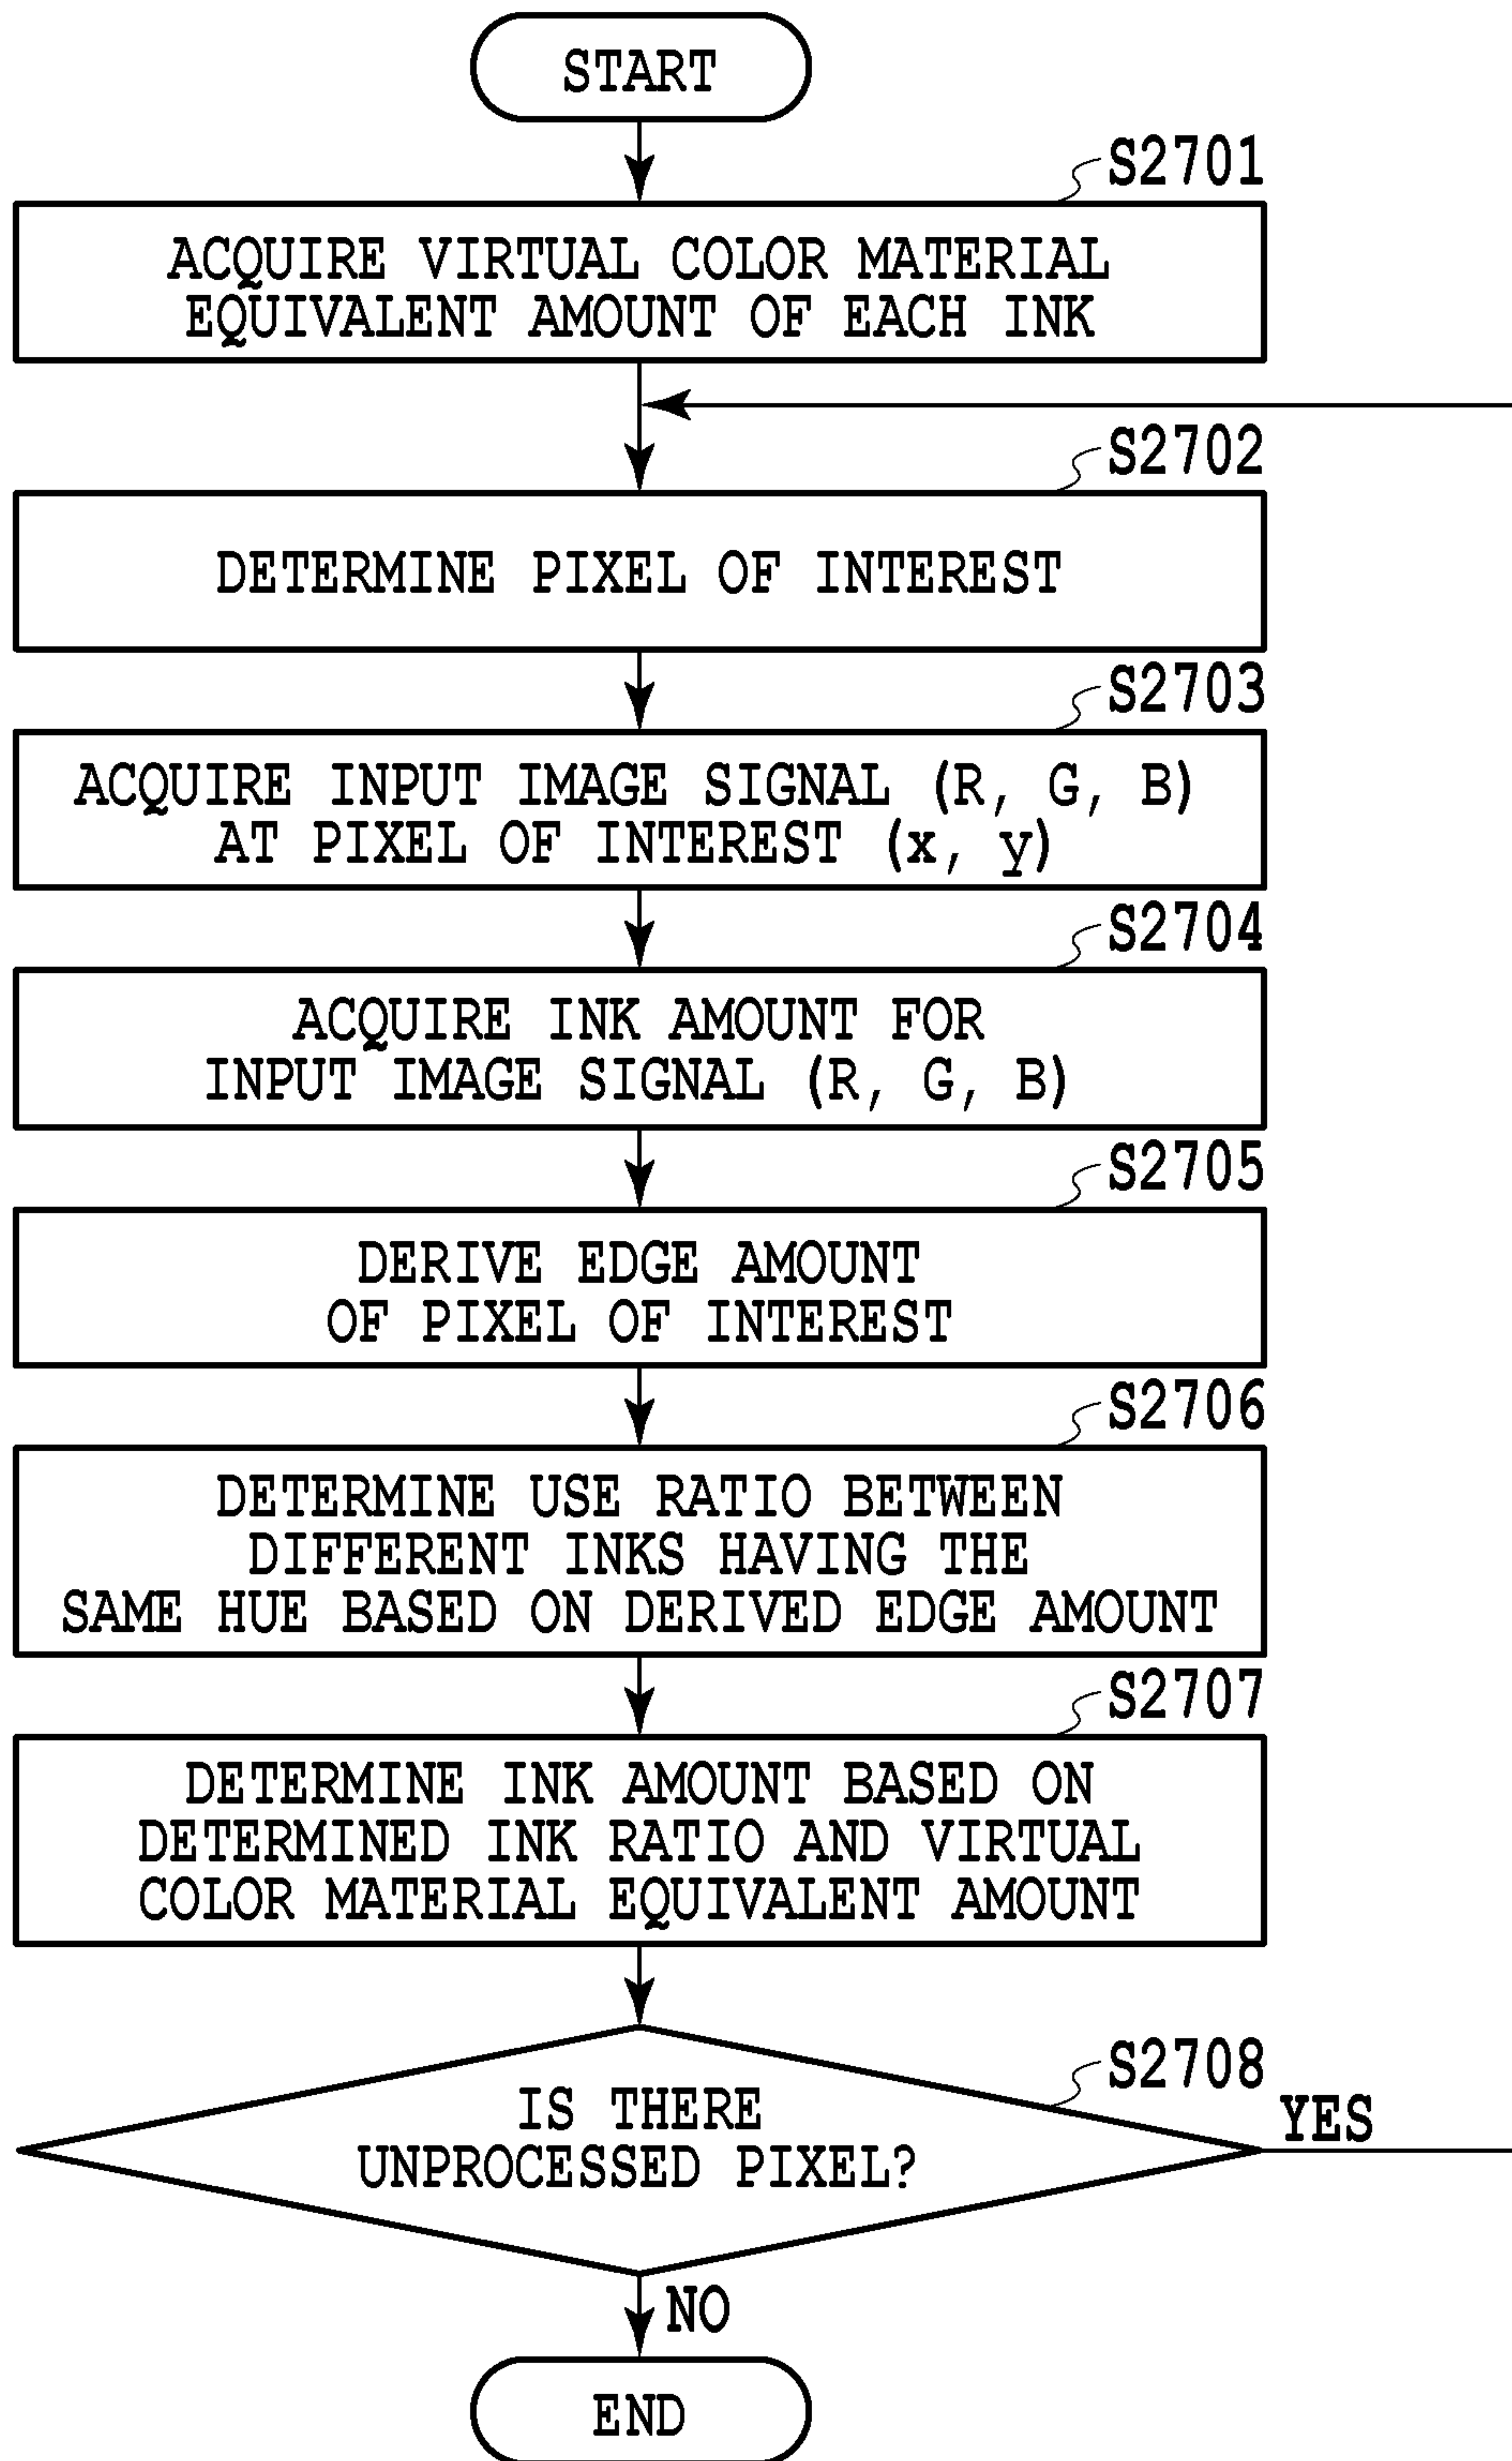 START
S2701
ACQUIRE VIRTUAL COLOR MATERIAL
EQUIVALENT AMOUNT OF EACH INK
S2702
DETERMINE PIXEL OF INTEREST
S2703
ACQUIRE INPUT IMAGE SIGNAL (R, G, B)
AT PIXEL OF INTEREST (x, y)
S2704
ACQUIRE INK AMOUNT FOR
INPUT IMAGE SIGNAL (R, G, B)
S2705
DERIVE EDGE AMOUNT
OF PIXEL OF INTEREST
S2706
DETERMINE USE RATIO BETWEEN
DIFFERENT INKS HAVING THE
SAME HUE BASED ON DERIVED EDGE AMOUNT
S2707
DETERMINE INK AMOUNT BASED ON
DETERMINED INK RATIO AND VIRTUAL
COLOR MATERIAL EQUIVALENT AMOUNT
S2708
IS THERE
UNPROCESSED PIXEL?
YES
NO
END